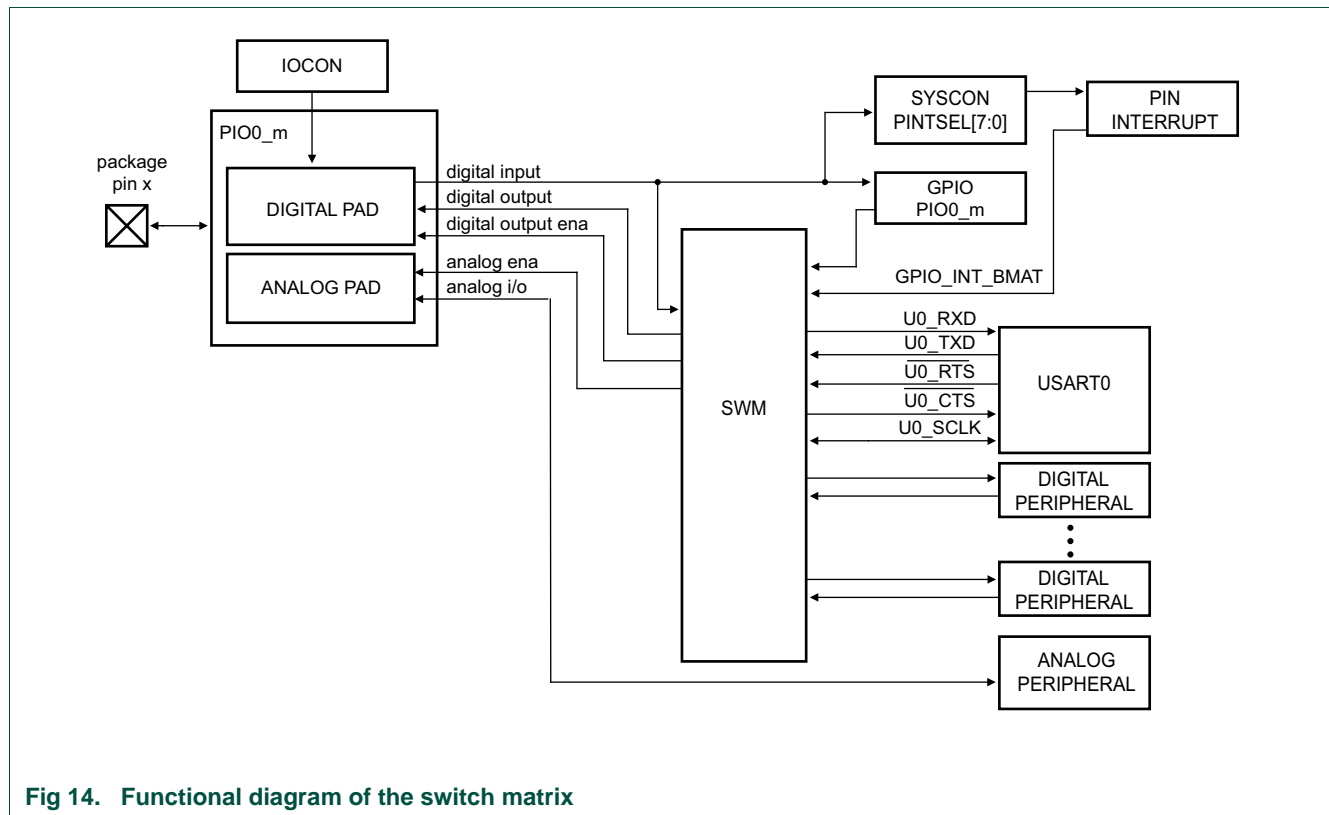 IOCON
PIO0_m
package
pin x
DIGITAL PAD
ANALOG PAD
digital input
digital output
digital output ena
analog ena
analog i/o
SYSCON
PINTSEL[7:0]
PIN
INTERRUPT
GPIO
PIO0_m
GPIO_INT_BMAT
SWM
U0_RXD
U0_TXD
U0_RTS
U0_CTS
U0_SCLK
USART0
DIGITAL
PERIPHERAL
DIGITAL
PERIPHERAL
ANALOG
PERIPHERAL
Fig 14. Functional diagram of the switch matrix